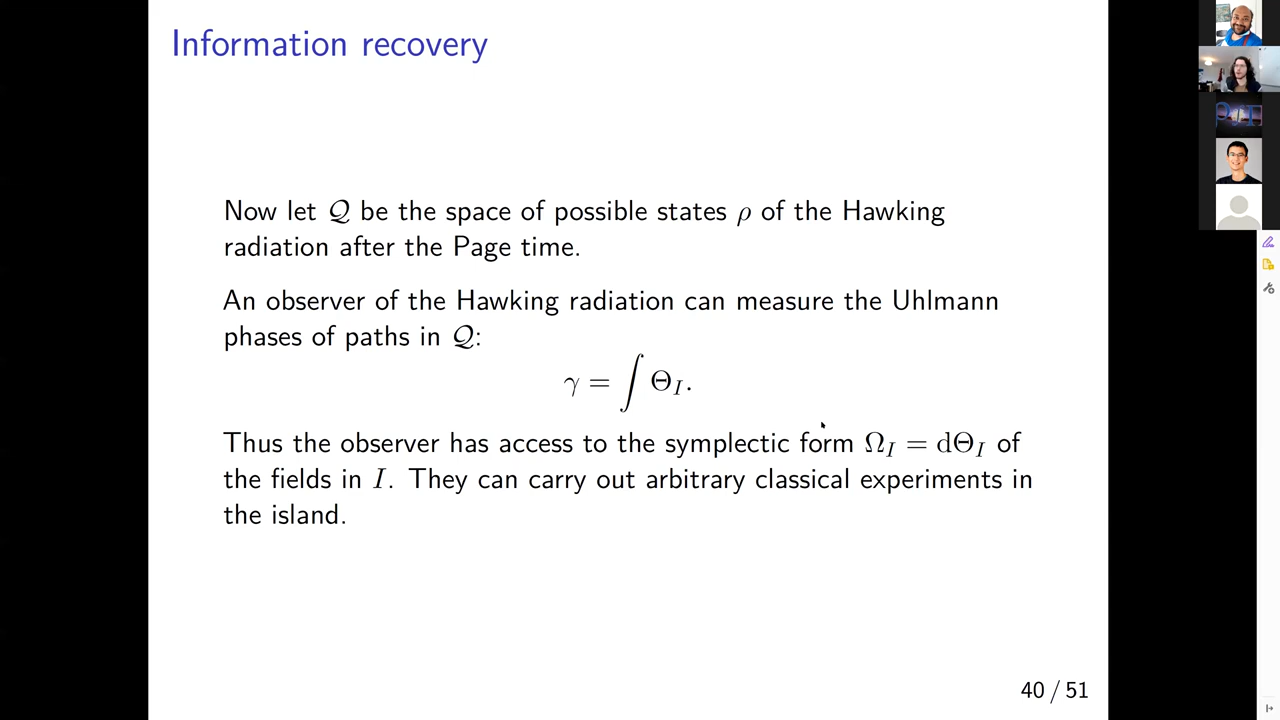 Information recovery
Now let 𝒬 be the space of possible states ρ of the Hawking
radiation after the Page time.
An observer of the Hawking radiation can measure the Uhlmann
phases of paths in 𝒬:
γ = ∫ Θ_I.
Thus the observer has access to the symplectic form Ω_I = dΘ_I of
the fields in I. They can carry out arbitrary classical experiments in
the island.
40 / 51